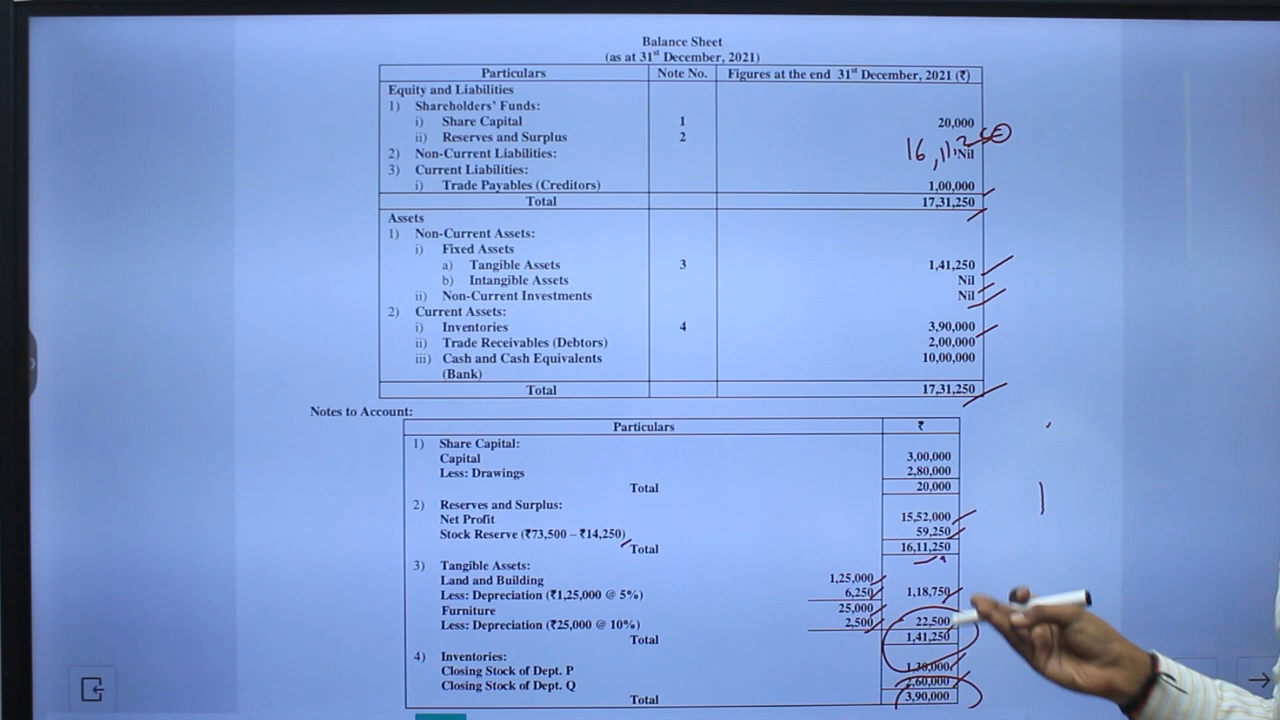 Balance Sheet
(as at 31st December, 2021)
Particulars Note No. Figures at the end 31st December, 2021 (₹)
Equity and Liabilities
1) Shareholders' Funds:
i) Share Capital 1 20,000
ii) Reserves and Surplus 2
2) Non-Current Liabilities: Nil
3) Current Liabilities:
i) Trade Payables (Creditors) 1,00,000
Total 17,31,250
Assets
1) Non-Current Assets:
i) Fixed Assets
a) Tangible Assets 3 1,41,250
b) Intangible Assets Nil
ii) Non-Current Investments Nil
2) Current Assets:
i) Inventories 4 3,90,000
ii) Trade Receivables (Debtors) 2,00,000
iii) Cash and Cash Equivalents 10,00,000
(Bank)
Total 17,31,250
Notes to Account:
Particulars ₹
1) Share Capital:
Capital 3,00,000
Less: Drawings 2,80,000
Total 20,000
2) Reserves and Surplus:
Net Profit 15,52,000
Stock Reserve (₹73,500 – ₹14,250) 59,250
Total 16,11,250
3) Tangible Assets:
Land and Building 1,25,000
Less: Depreciation (₹1,25,000 @ 5%) 6,250 1,18,750
Furniture 25,000
Less: Depreciation (₹25,000 @ 10%) 2,500 22,500
Total 1,41,250
4) Inventories:
Closing Stock of Dept. P 1,30,000
Closing Stock of Dept. Q 2,60,000
Total 3,90,000